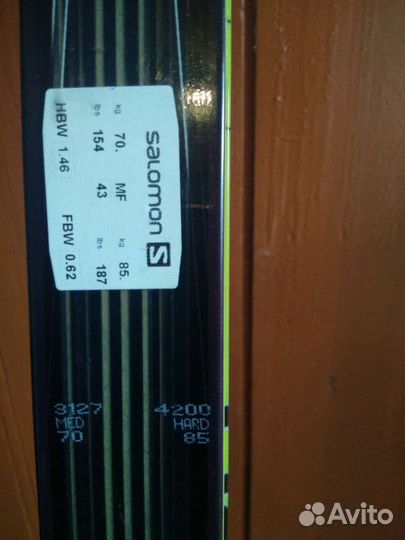 SALOMON S
kg 70. MF kg 85.
lbs 154 43 lbs 187
HBW 1.46 FBW 0.62
3127 4200
MED HARD
70 85
Avito